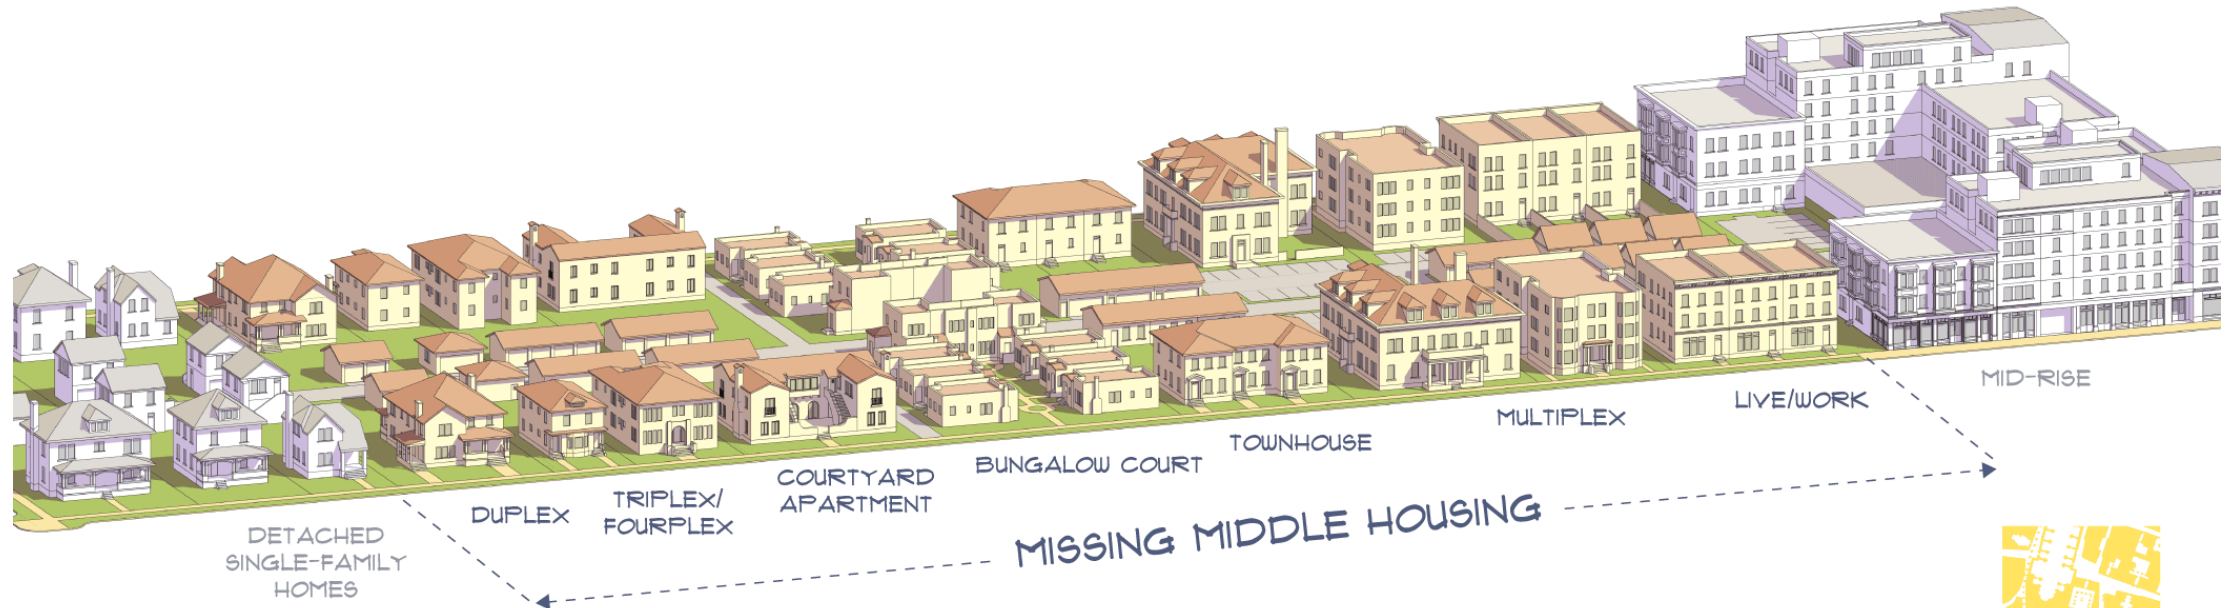 DETACHED
SINGLE-FAMILY
HOMES
DUPLEX
TRIPLEX/
FOURPLEX
COURTYARD
APARTMENT
BUNGALOW COURT
TOWNHOUSE
MULTIPLEX
LIVE/WORK
MID-RISE
MISSING MIDDLE HOUSING